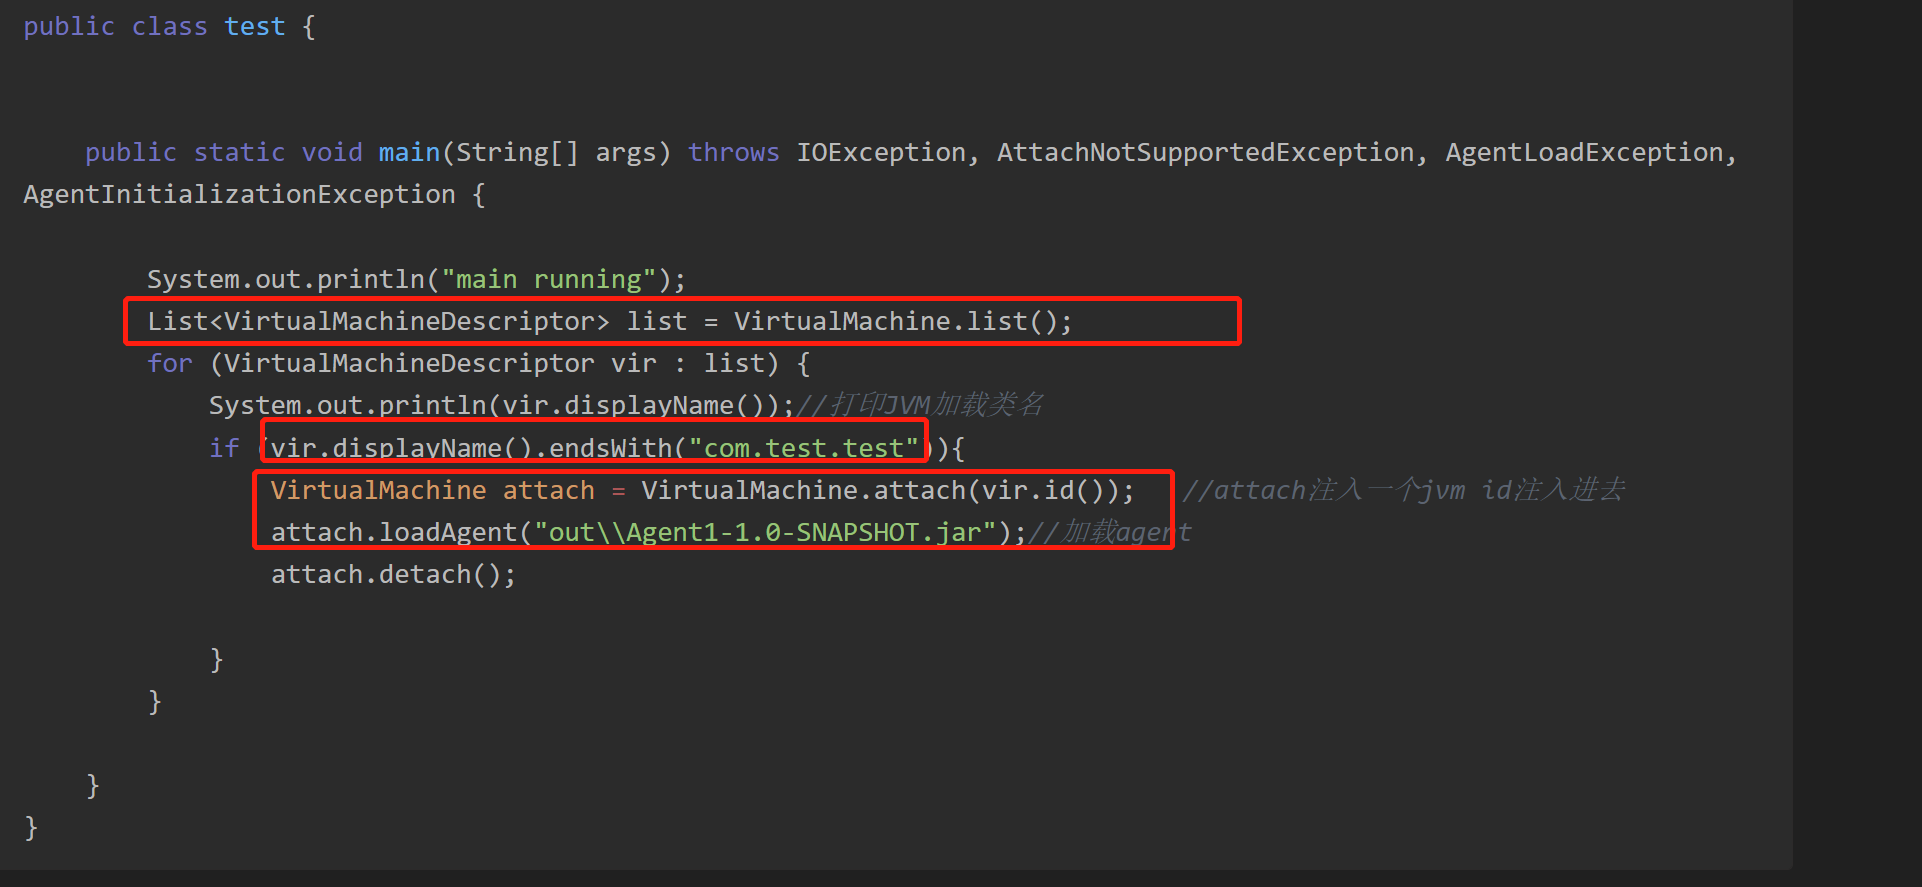 public class test {
public static void main(String[] args) throws IOException, AttachNotSupportedException, AgentLoadException,
AgentInitializationException {
System.out.println("main running");
List<VirtualMachineDescriptor> list = VirtualMachine.list();
for (VirtualMachineDescriptor vir : list) {
System.out.println(vir.displayName());//打印JVM加载类名
if (vir.displayName().endsWith("com.test.test")){
VirtualMachine attach = VirtualMachine.attach(vir.id()); //attach注入一个jvm id注入进去
attach.loadAgent("out\\Agent1-1.0-SNAPSHOT.jar");//加载agent
attach.detach();
}
}
}
}